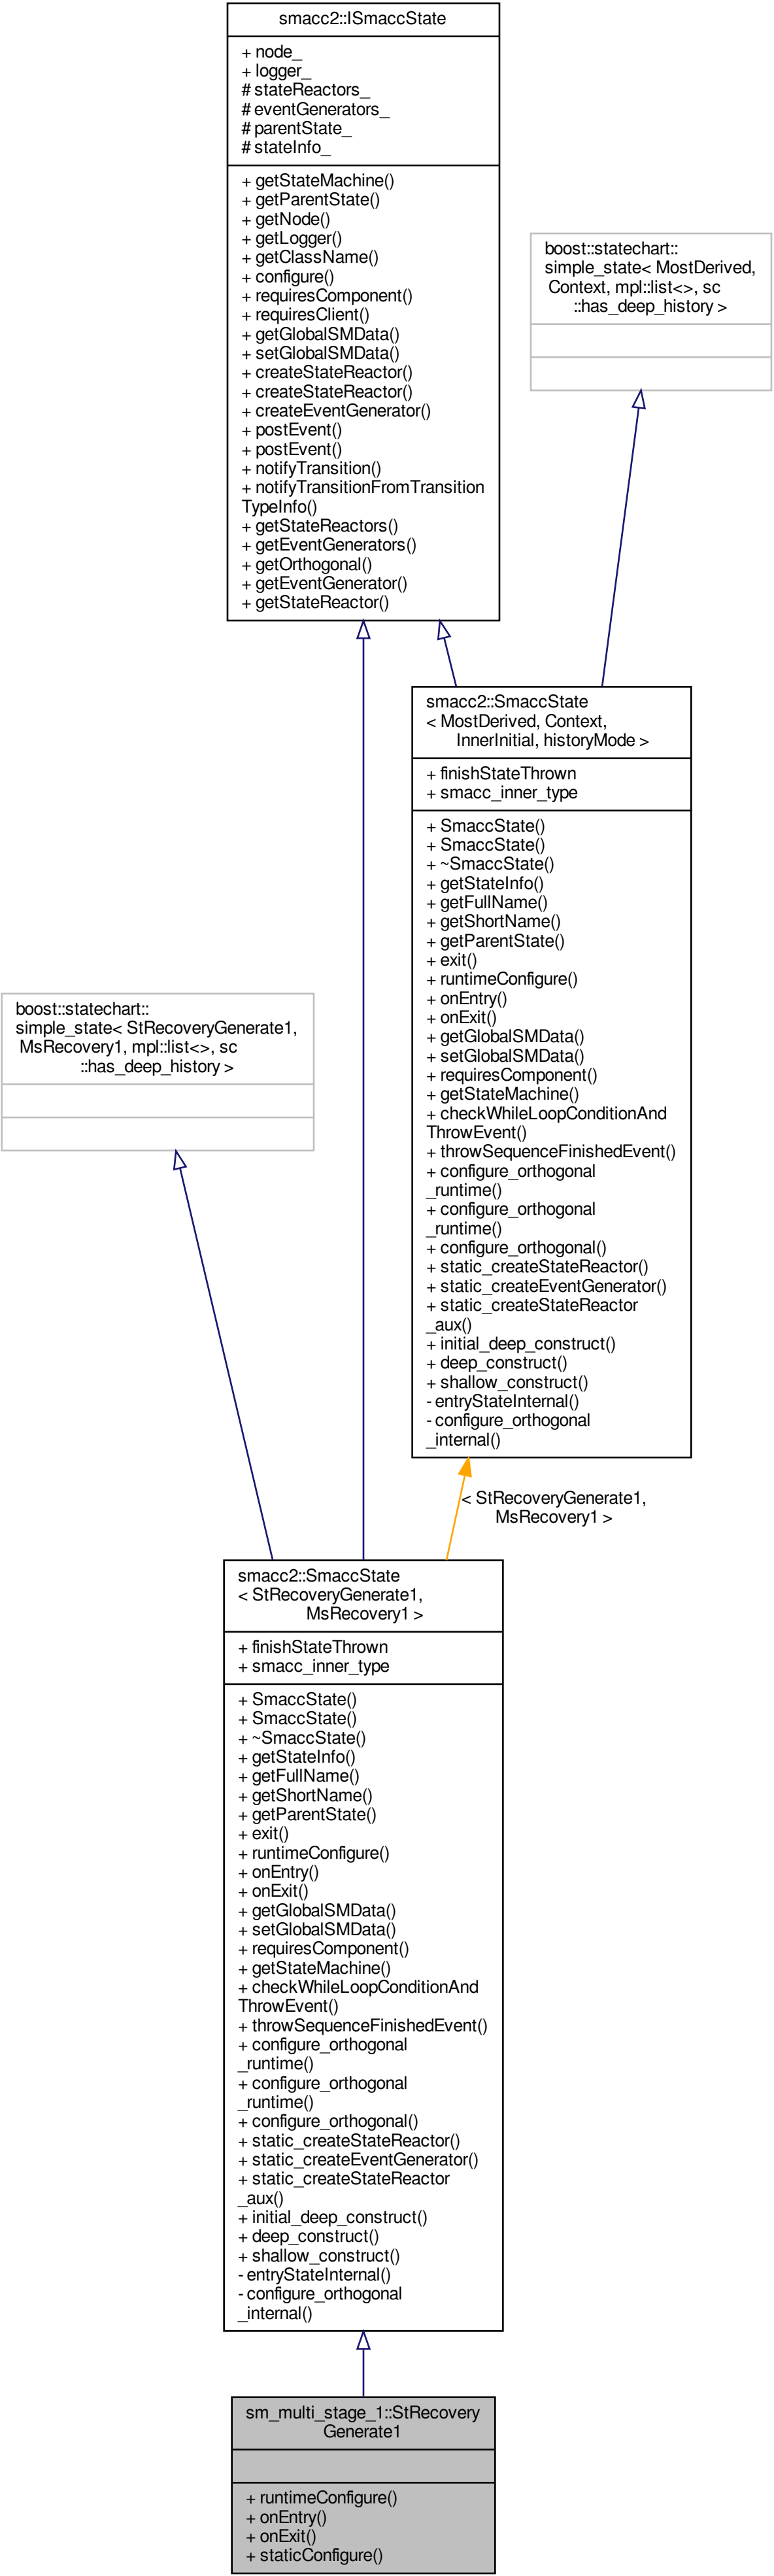 smacc2::ISmaccState
+ node_
+ logger_
# stateReactors_
# eventGenerators_
# parentState_
# stateInfo_
+ getStateMachine()
+ getParentState()
+ getNode()
+ getLogger()
+ getClassName()
+ configure()
+ requiresComponent()
+ requiresClient()
+ getGlobalSMData()
+ setGlobalSMData()
+ createStateReactor()
+ createStateReactor()
+ createEventGenerator()
+ postEvent()
+ postEvent()
+ notifyTransition()
+ notifyTransitionFromTransition
TypeInfo()
+ getStateReactors()
+ getEventGenerators()
+ getOrthogonal()
+ getEventGenerator()
+ getStateReactor()
boost::statechart::
simple_state< MostDerived,
Context, mpl::list<>, sc
::has_deep_history >
smacc2::SmaccState
< MostDerived, Context,
InnerInitial, historyMode >
+ finishStateThrown
+ smacc_inner_type
+ SmaccState()
+ SmaccState()
+ ~SmaccState()
+ getStateInfo()
+ getFullName()
+ getShortName()
+ getParentState()
+ exit()
+ runtimeConfigure()
+ onEntry()
+ onExit()
+ getGlobalSMData()
+ setGlobalSMData()
+ requiresComponent()
+ getStateMachine()
+ checkWhileLoopConditionAnd
ThrowEvent()
+ throwSequenceFinishedEvent()
+ configure_orthogonal
_runtime()
+ configure_orthogonal
_runtime()
+ configure_orthogonal()
+ static_createStateReactor()
+ static_createEventGenerator()
+ static_createStateReactor
_aux()
+ initial_deep_construct()
+ deep_construct()
+ shallow_construct()
- entryStateInternal()
- configure_orthogonal
_internal()
boost::statechart::
simple_state< StRecoveryGenerate1,
MsRecovery1, mpl::list<>, sc
::has_deep_history >
< StRecoveryGenerate1,
MsRecovery1 >
smacc2::SmaccState
< StRecoveryGenerate1,
MsRecovery1 >
+ finishStateThrown
+ smacc_inner_type
+ SmaccState()
+ SmaccState()
+ ~SmaccState()
+ getStateInfo()
+ getFullName()
+ getShortName()
+ getParentState()
+ exit()
+ runtimeConfigure()
+ onEntry()
+ onExit()
+ getGlobalSMData()
+ setGlobalSMData()
+ requiresComponent()
+ getStateMachine()
+ checkWhileLoopConditionAnd
ThrowEvent()
+ throwSequenceFinishedEvent()
+ configure_orthogonal
_runtime()
+ configure_orthogonal
_runtime()
+ configure_orthogonal()
+ static_createStateReactor()
+ static_createEventGenerator()
+ static_createStateReactor
_aux()
+ initial_deep_construct()
+ deep_construct()
+ shallow_construct()
- entryStateInternal()
- configure_orthogonal
_internal()
sm_multi_stage_1::StRecovery
Generate1
+ runtimeConfigure()
+ onEntry()
+ onExit()
+ staticConfigure()